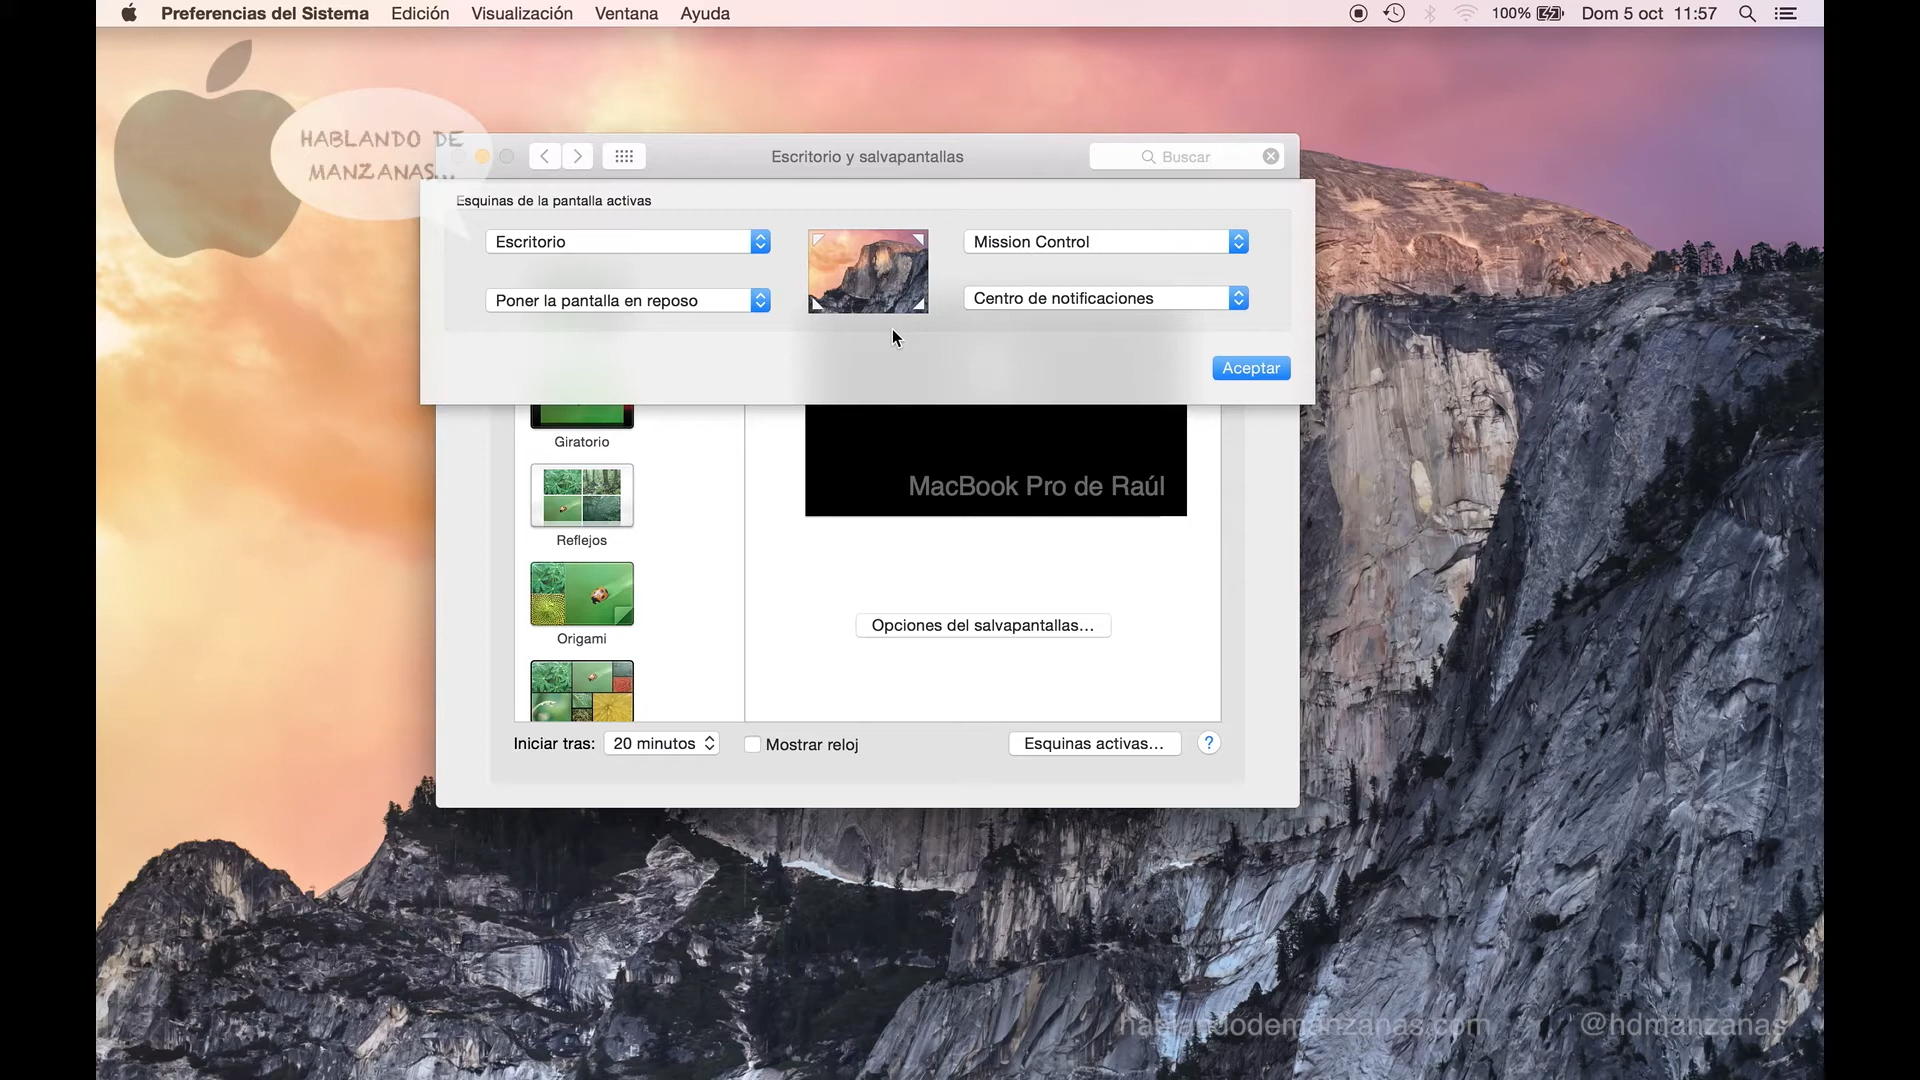 Preferencias del Sistema Edición Visualización Ventana Ayuda 100% Dom 5 oct 11:57
HABLANDO DE
MANZANAS...
Escritorio y salvapantallas Buscar
Esquinas de la pantalla activas
Escritorio Mission Control
Poner la pantalla en reposo Centro de notificaciones
Aceptar
Giratorio
MacBook Pro de Raúl
Reflejos
Origami
Opciones del salvapantallas...
Iniciar tras: 20 minutos Mostrar reloj Esquinas activas... ?
hablandodemanzanas.com @hdmanzanas